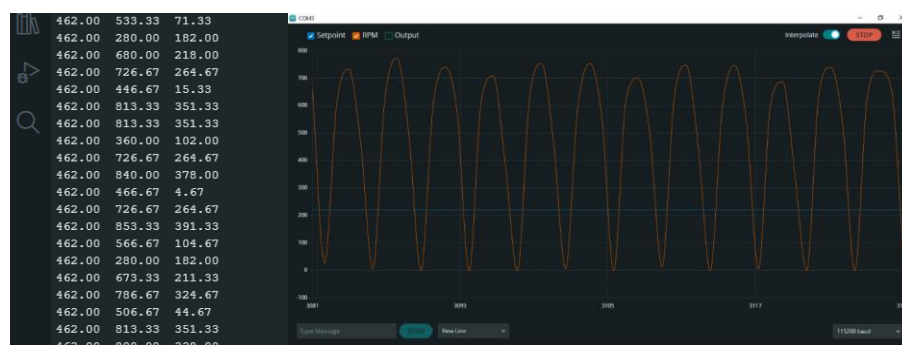 462.00 533.33 71.33
462.00 280.00 182.00
462.00 680.00 218.00
462.00 726.67 264.67
462.00 446.67 15.33
462.00 813.33 351.33
462.00 813.33 351.33
462.00 360.00 102.00
462.00 726.67 264.67
462.00 840.00 378.00
462.00 466.67 4.67
462.00 726.67 264.67
462.00 853.33 391.33
462.00 566.67 104.67
462.00 280.00 182.00
462.00 673.33 211.33
462.00 786.67 324.67
462.00 506.67 44.67
462.00 813.33 351.33
COM3
Setpoint RPM Output Interpolate STOP
800
700
600
500
400
300
200
100
0
-100
3081 3093 3105 3117
Type Message SEND New Line 115200 baud